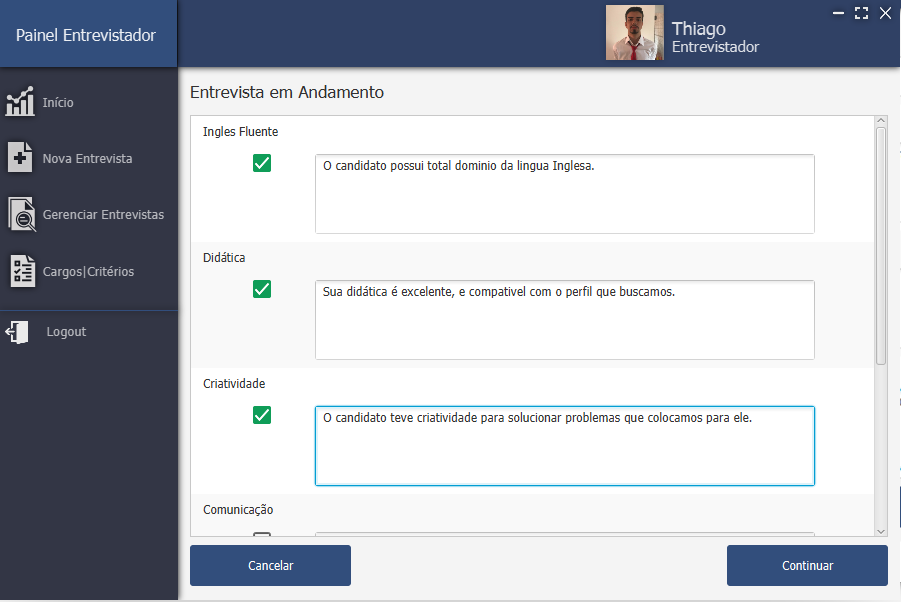 Painel Entrevistador
Thiago
Entrevistador
Início
Nova Entrevista
Gerenciar Entrevistas
Cargos|Critérios
Logout
Entrevista em Andamento
Ingles Fluente
O candidato possui total dominio da lingua Inglesa.
Didática
Sua didática é excelente, e compativel com o perfil que buscamos.
Criatividade
O candidato teve criatividade para solucionar problemas que colocamos para ele.
Comunicação
Cancelar
Continuar